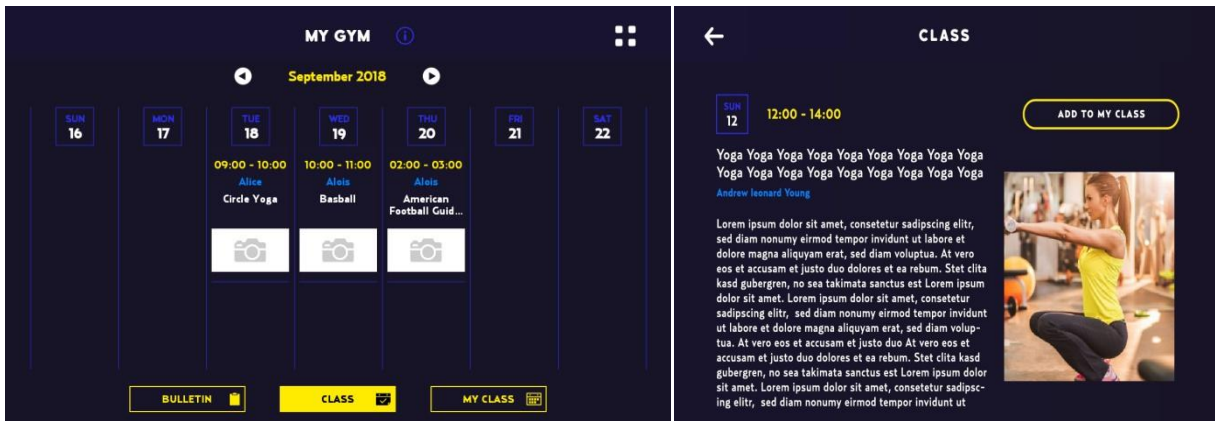 MY GYM
September 2018
SUN MON TUE WED THU FRI SAT
16 17 18 19 20 21 22
09:00 - 10:00 10:00 - 11:00 02:00 - 03:00
Alice Alois Alois
Circle Yoga Basball American
Football Guid...
BULLETIN CLASS MY CLASS
CLASS
SUN
12
12:00 - 14:00
ADD TO MY CLASS
Yoga Yoga Yoga Yoga Yoga Yoga Yoga Yoga Yoga
Yoga Yoga Yoga Yoga Yoga Yoga Yoga Yoga Yoga
Andrew leonard Young
Lorem ipsum dolor sit amet, consetetur sadipscing elitr,
sed diam nonumy eirmod tempor invidunt ut labore et
dolore magna aliquyam erat, sed diam voluptua. At vero
eos et accusam et justo duo dolores et ea rebum. Stet clita
kasd gubergren, no sea takimata sanctus est Lorem ipsum
dolor sit amet. Lorem ipsum dolor sit amet, consetetur
sadipscing elitr, sed diam nonumy eirmod tempor invidunt
ut labore et dolore magna aliquyam erat, sed diam volup-
tua. At vero eos et accusam et justo duo At vero eos et
accusam et justo duo dolores et ea rebum. Stet clita kasd
gubergren, no sea takimata sanctus est Lorem ipsum dolor
sit amet. Lorem ipsum dolor sit amet, consetetur sadipsc-
ing elitr, sed diam nonumy eirmod tempor invidunt ut